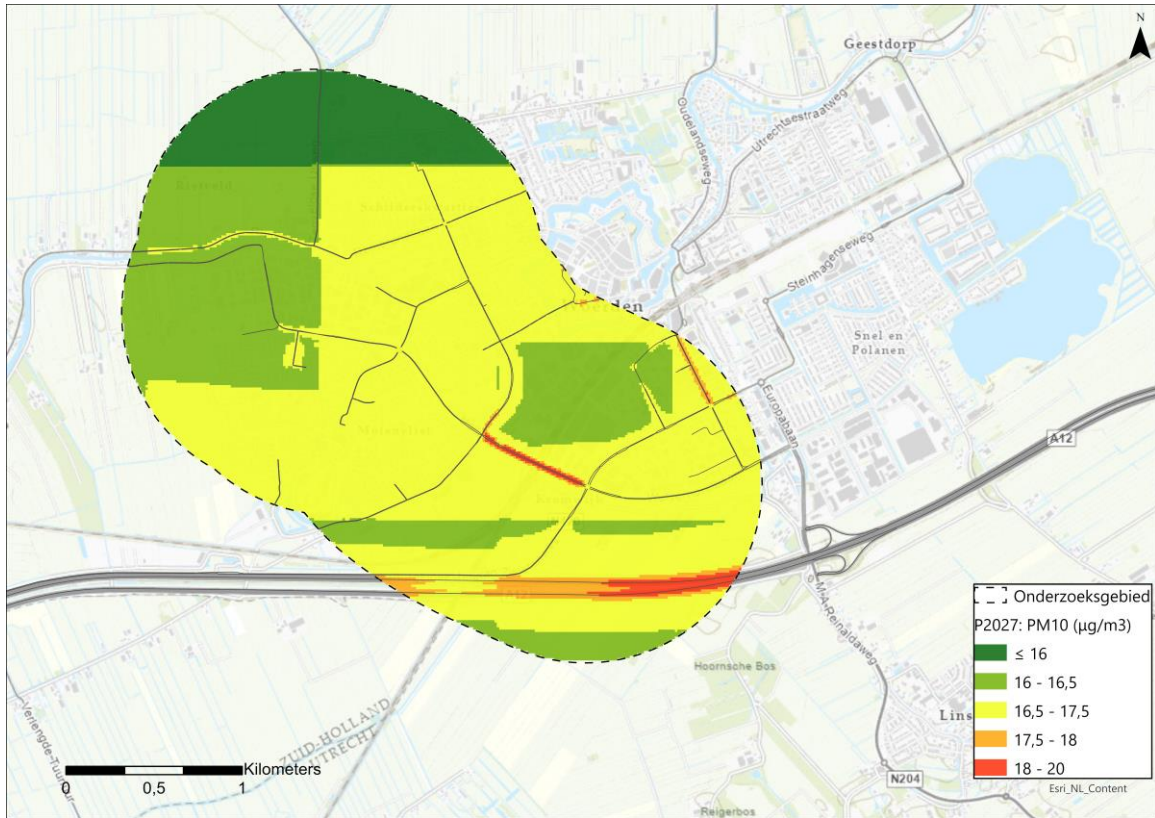 N
Geestdorp
Oudelandseweg
Utrechtsestraatweg
Steinhagenseweg
Snel en
Polanen
Europabaan
A12
M-A-Reinaldaweg
Hoornsche Bos
ZUID-HOLLAND
UTRECHT
Reigerbos
N204
Lins
0 0,5 1
Kilometers
Onderzoeksgebied
P2027: PM10 (µg/m3)
≤ 16
16 - 16,5
16,5 - 17,5
17,5 - 18
18 - 20
Esri_NL_Content